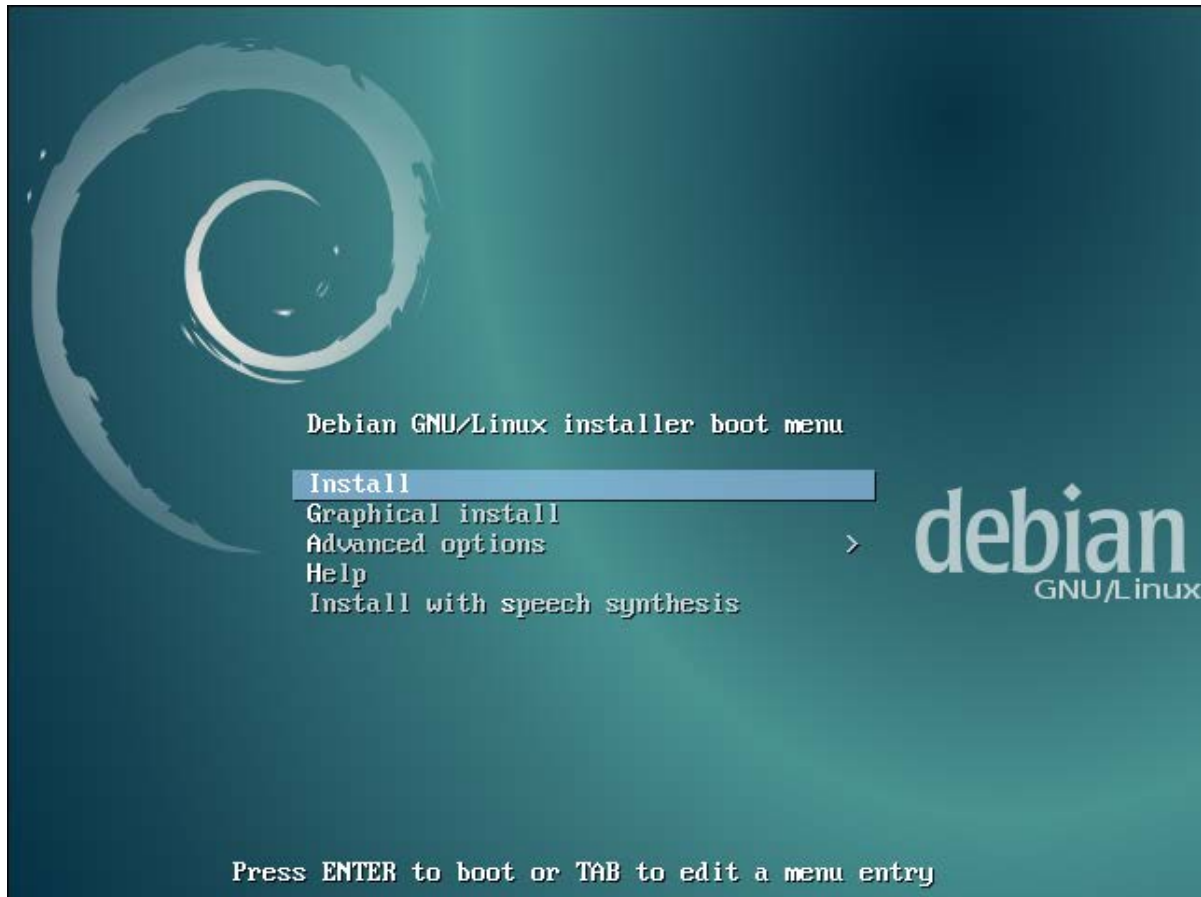 Debian GNU/Linux installer boot menu
Install
Graphical install
Advanced options >
Help
Install with speech synthesis
debian
GNU/Linux
Press ENTER to boot or TAB to edit a menu entry